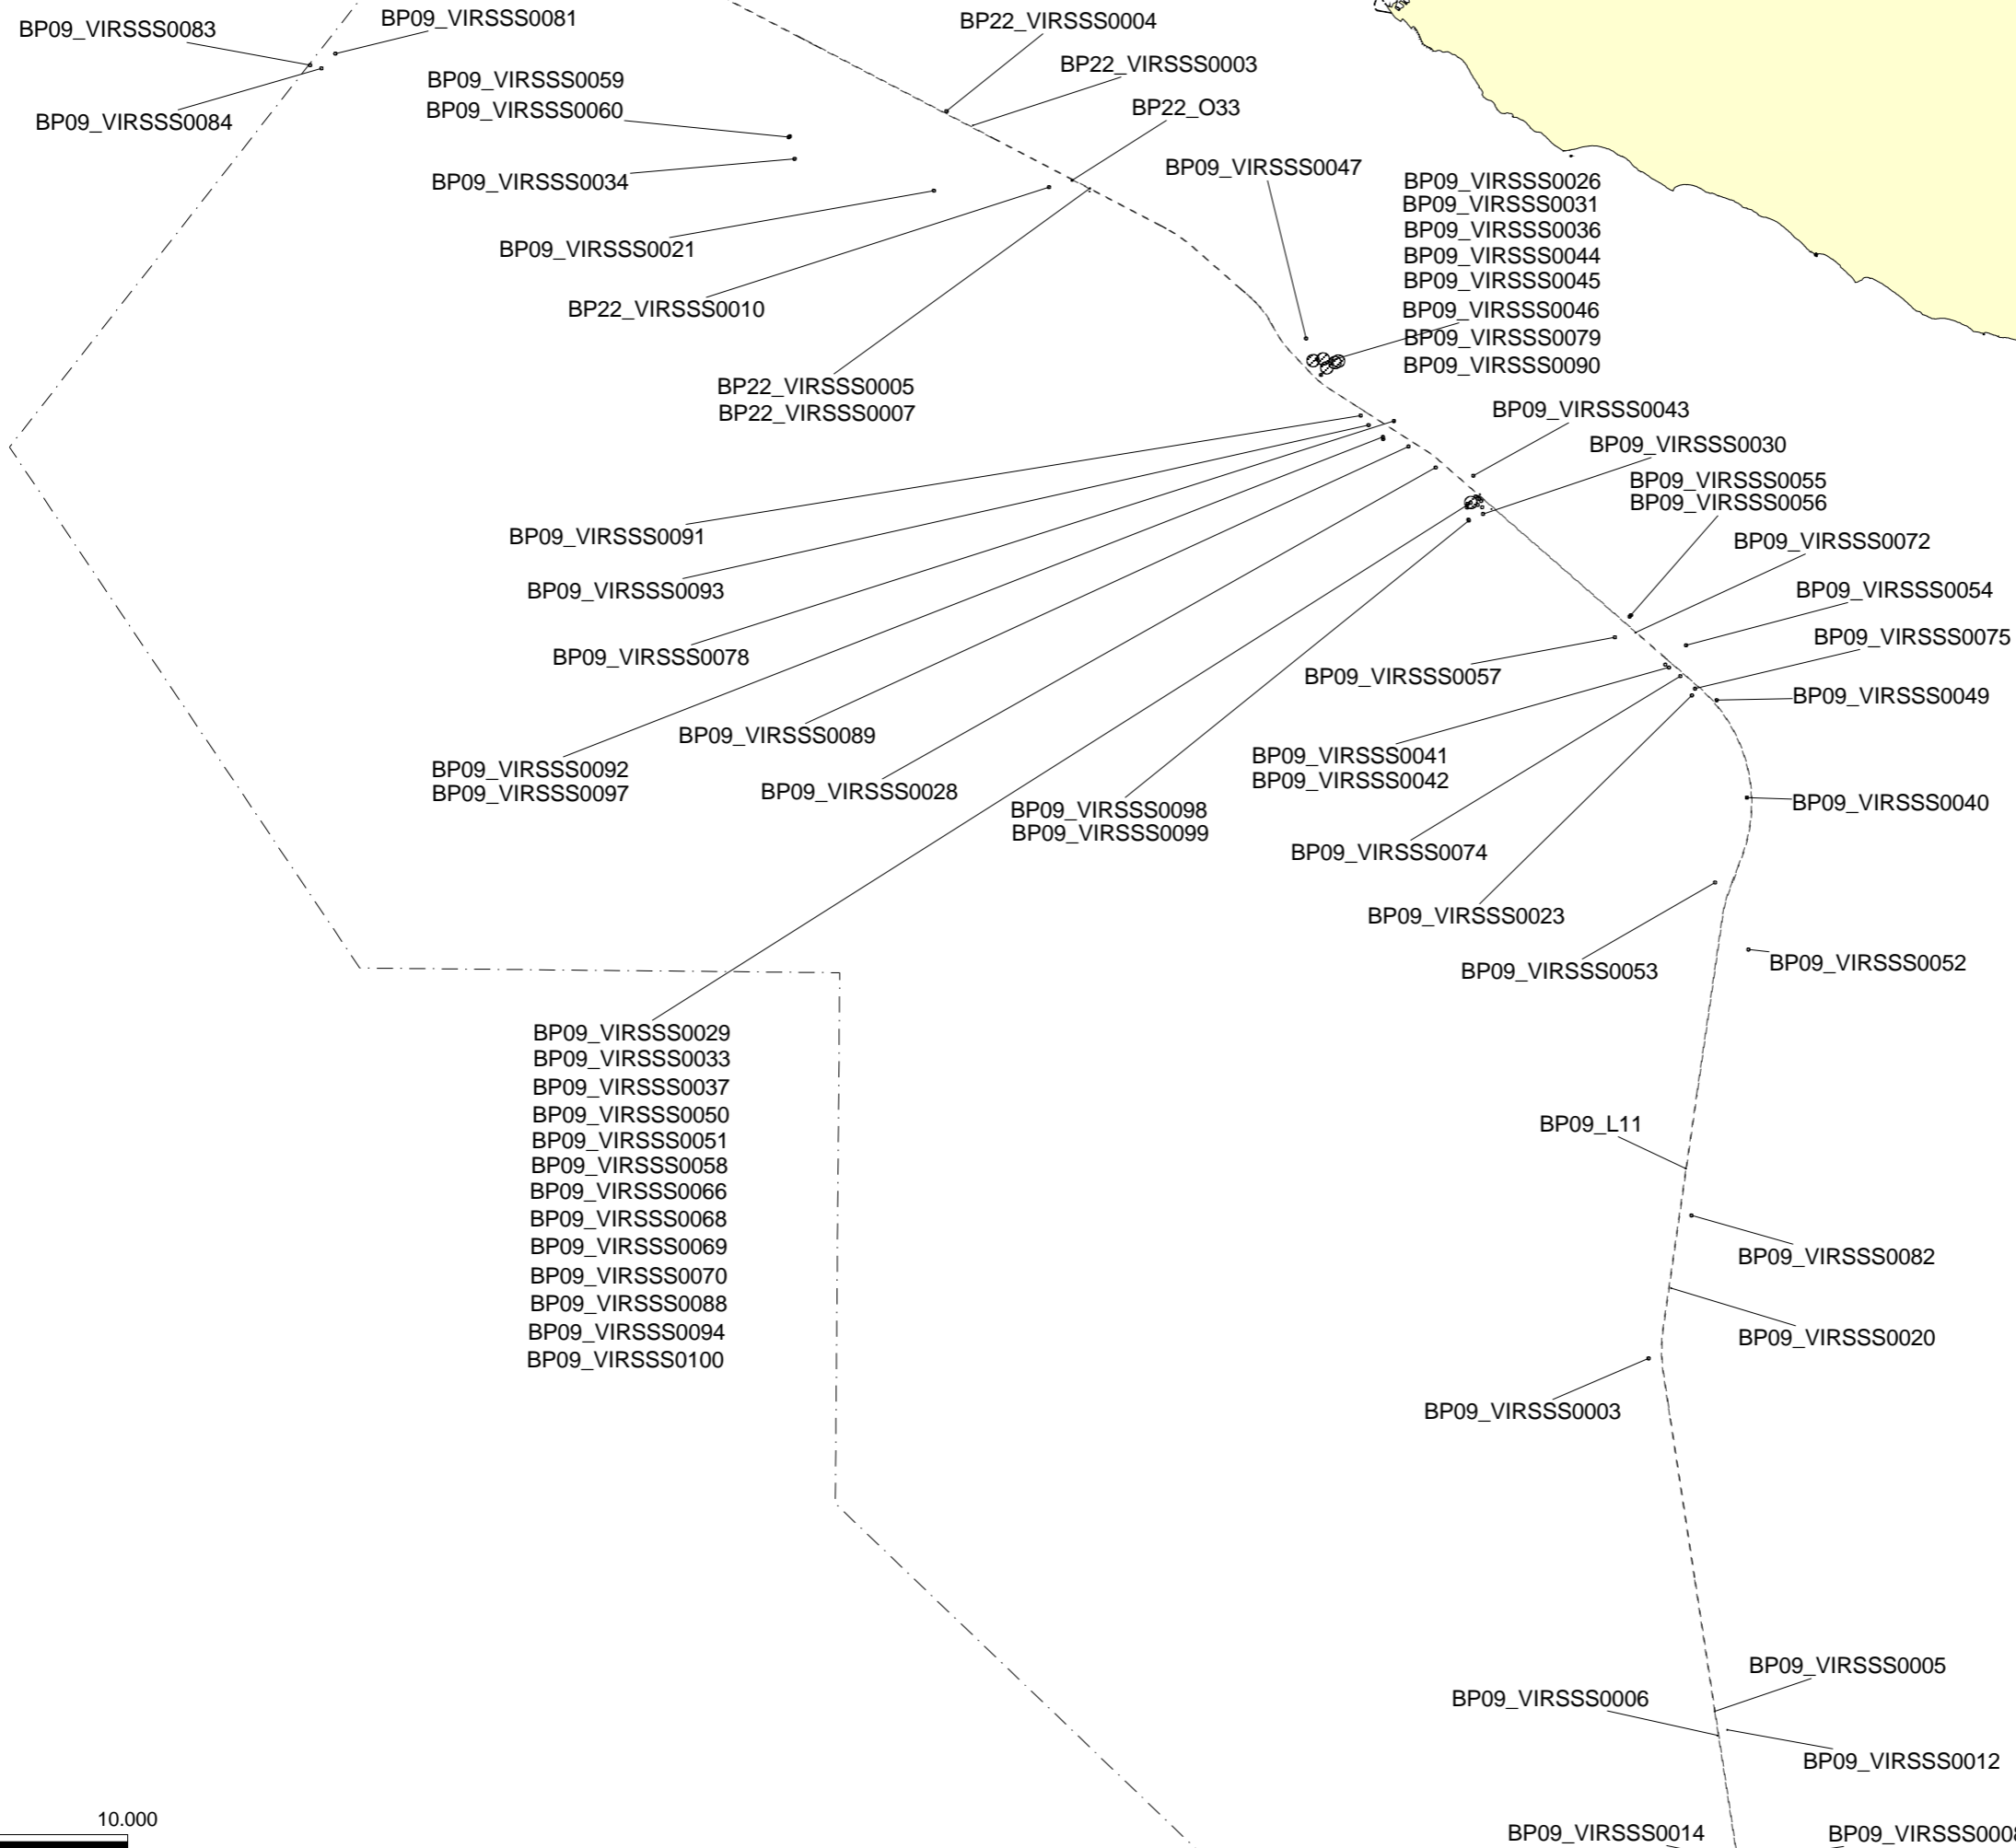 BP09_VIRSSS0083
BP09_VIRSSS0081
BP09_VIRSSS0084
BP09_VIRSSS0059
BP09_VIRSSS0060
BP09_VIRSSS0034
BP09_VIRSSS0021
BP22_VIRSSS0010
BP22_VIRSSS0005
BP22_VIRSSS0007
BP22_VIRSSS0004
BP22_VIRSSS0003
BP22_O33
BP09_VIRSSS0047
BP09_VIRSSS0026
BP09_VIRSSS0031
BP09_VIRSSS0036
BP09_VIRSSS0044
BP09_VIRSSS0045
BP09_VIRSSS0046
BP09_VIRSSS0079
BP09_VIRSSS0090
BP09_VIRSSS0043
BP09_VIRSSS0030
BP09_VIRSSS0055
BP09_VIRSSS0056
BP09_VIRSSS0072
BP09_VIRSSS0054
BP09_VIRSSS0075
BP09_VIRSSS0049
BP09_VIRSSS0040
BP09_VIRSSS0091
BP09_VIRSSS0093
BP09_VIRSSS0078
BP09_VIRSSS0092
BP09_VIRSSS0097
BP09_VIRSSS0089
BP09_VIRSSS0028
BP09_VIRSSS0098
BP09_VIRSSS0099
BP09_VIRSSS0057
BP09_VIRSSS0041
BP09_VIRSSS0042
BP09_VIRSSS0074
BP09_VIRSSS0023
BP09_VIRSSS0053
BP09_VIRSSS0052
BP09_VIRSSS0029
BP09_VIRSSS0033
BP09_VIRSSS0037
BP09_VIRSSS0050
BP09_VIRSSS0051
BP09_VIRSSS0058
BP09_VIRSSS0066
BP09_VIRSSS0068
BP09_VIRSSS0069
BP09_VIRSSS0070
BP09_VIRSSS0088
BP09_VIRSSS0094
BP09_VIRSSS0100
BP09_L11
BP09_VIRSSS0082
BP09_VIRSSS0020
BP09_VIRSSS0003
BP09_VIRSSS0005
BP09_VIRSSS0006
BP09_VIRSSS0012
10.000
BP09_VIRSSS0014